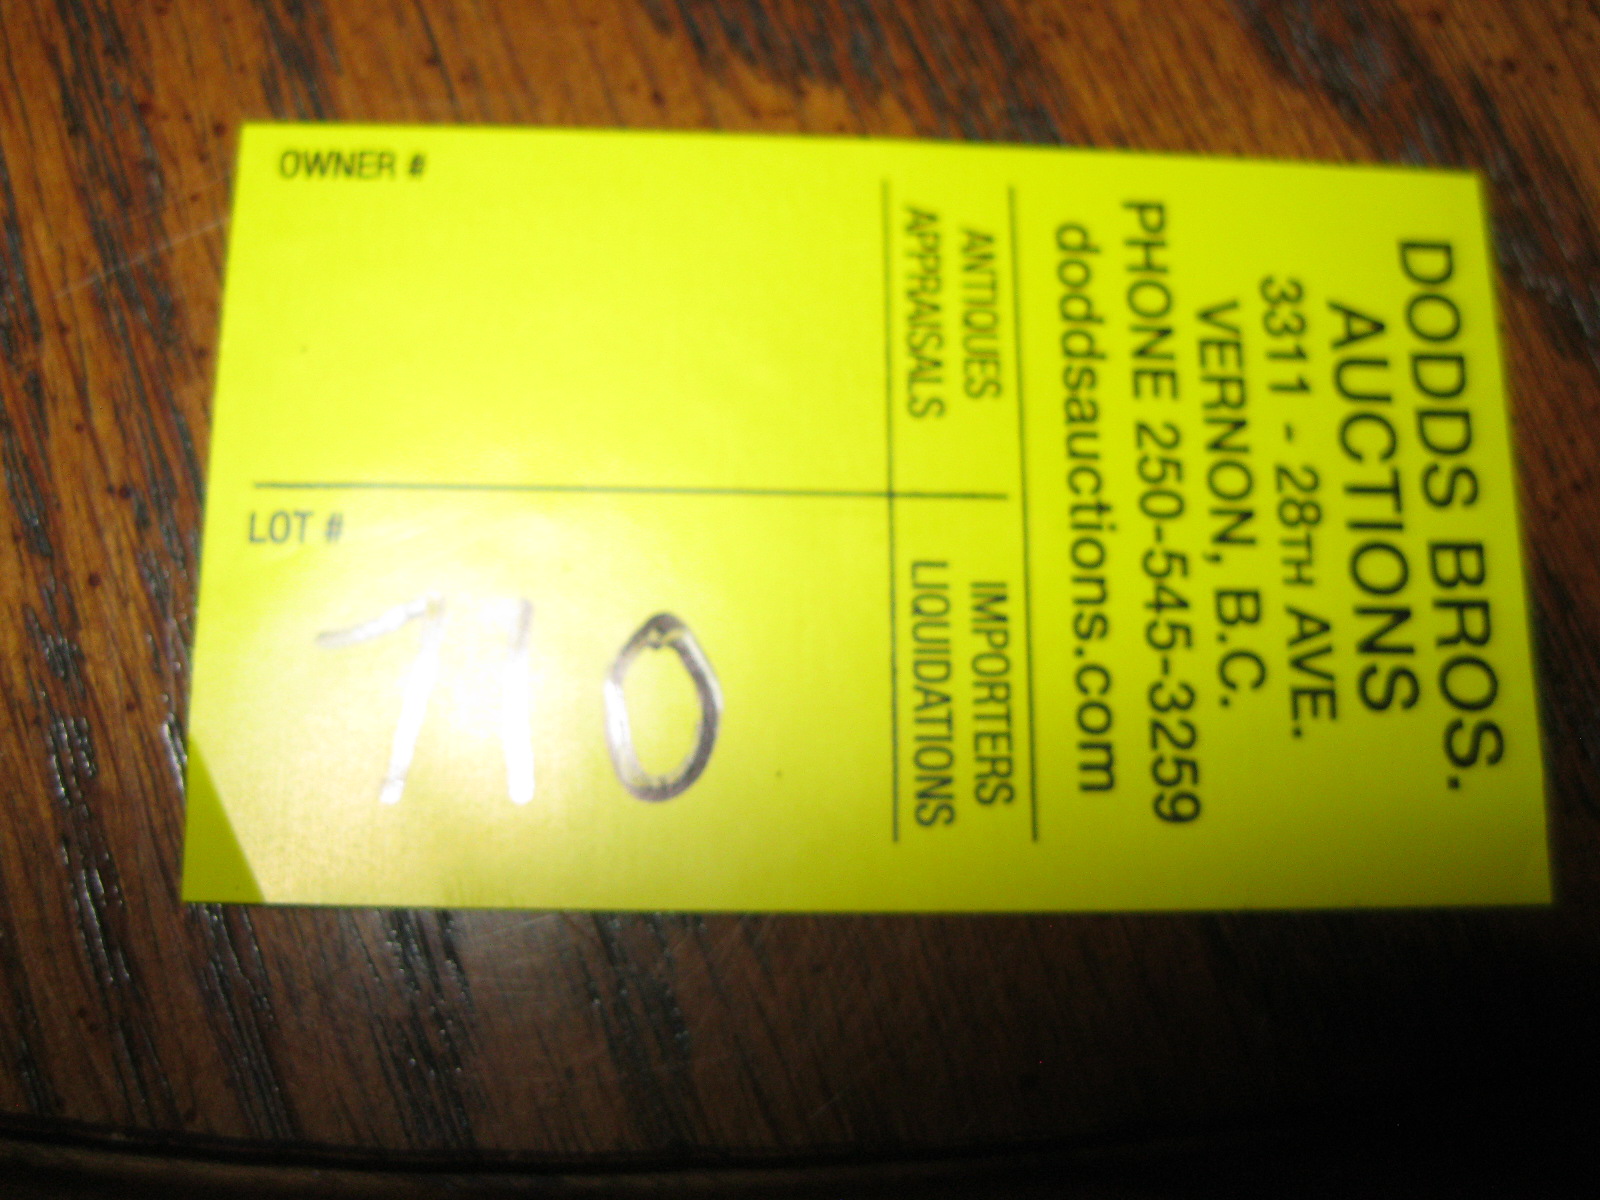 DODDS BROS.
AUCTIONS
3311 - 28TH AVE.
VERNON, B.C.
PHONE 250-545-3259
doddsauctions.com
ANTIQUES
APPRAISALS
IMPORTERS
LIQUIDATIONS
OWNER #
LOT #
710